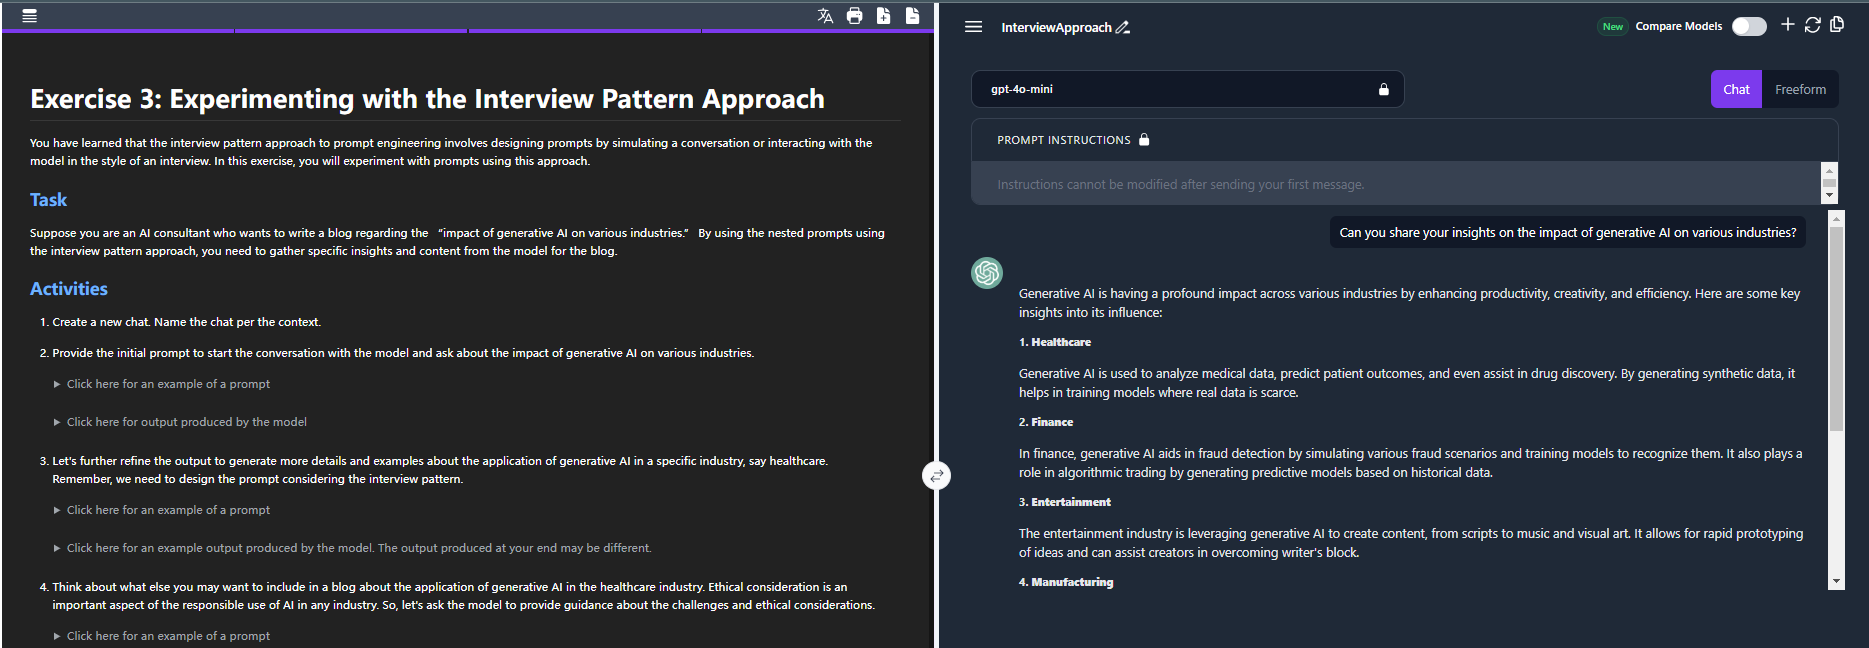 Exercise 3: Experimenting with the Interview Pattern Approach
You have learned that the interview pattern approach to prompt engineering involves designing prompts by simulating a conversation or interacting with the
model in the style of an interview. In this exercise, you will experiment with prompts using this approach.
Task
Suppose you are an AI consultant who wants to write a blog regarding the “impact of generative AI on various industries.” By using the nested prompts using
the interview pattern approach, you need to gather specific insights and content from the model for the blog.
Activities
1. Create a new chat. Name the chat per the context.
2. Provide the initial prompt to start the conversation with the model and ask about the impact of generative AI on various industries.
Click here for an example of a prompt
Click here for output produced by the model
3. Let's further refine the output to generate more details and examples about the application of generative AI in a specific industry, say healthcare.
Remember, we need to design the prompt considering the interview pattern.
Click here for an example of a prompt
Click here for an example output produced by the model. The output produced at your end may be different.
4. Think about what else you may want to include in a blog about the application of generative AI in the healthcare industry. Ethical consideration is an
important aspect of the responsible use of AI in any industry. So, let's ask the model to provide guidance about the challenges and ethical considerations.
Click here for an example of a prompt
InterviewApproach
New Compare Models
gpt-4o-mini
Chat Freeform
PROMPT INSTRUCTIONS
Instructions cannot be modified after sending your first message.
Can you share your insights on the impact of generative AI on various industries?
Generative AI is having a profound impact across various industries by enhancing productivity, creativity, and efficiency. Here are some key
insights into its influence:
1. Healthcare
Generative AI is used to analyze medical data, predict patient outcomes, and even assist in drug discovery. By generating synthetic data, it
helps in training models where real data is scarce.
2. Finance
In finance, generative AI aids in fraud detection by simulating various fraud scenarios and training models to recognize them. It also plays a
role in algorithmic trading by generating predictive models based on historical data.
3. Entertainment
The entertainment industry is leveraging generative AI to create content, from scripts to music and visual art. It allows for rapid prototyping
of ideas and can assist creators in overcoming writer's block.
4. Manufacturing